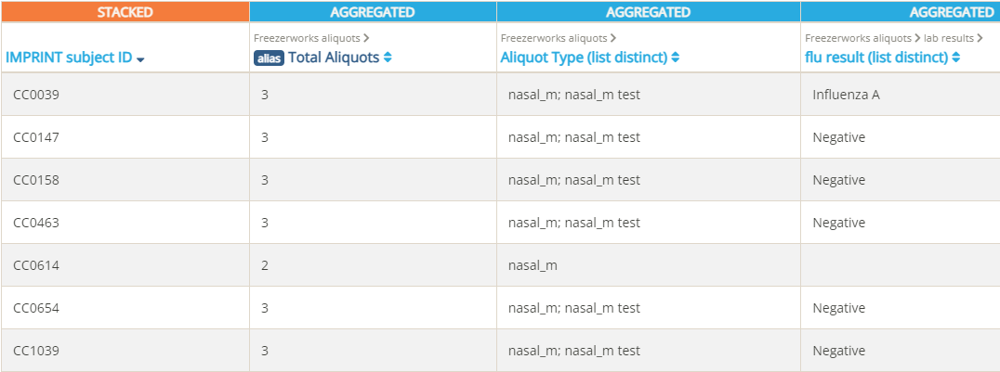 STACKED AGGREGATED AGGREGATED AGGREGATED
Freezerworks aliquots Freezerworks aliquots Freezerworks aliquots lab results
IMPRINT subject ID alias Total Aliquots Aliquot Type (list distinct) flu result (list distinct)
CC0039 3 nasal_m; nasal_m test Influenza A
CC0147 3 nasal_m; nasal_m test Negative
CC0158 3 nasal_m; nasal_m test Negative
CC0463 3 nasal_m; nasal_m test Negative
CC0614 2 nasal_m
CC0654 3 nasal_m; nasal_m test Negative
CC1039 3 nasal_m; nasal_m test Negative